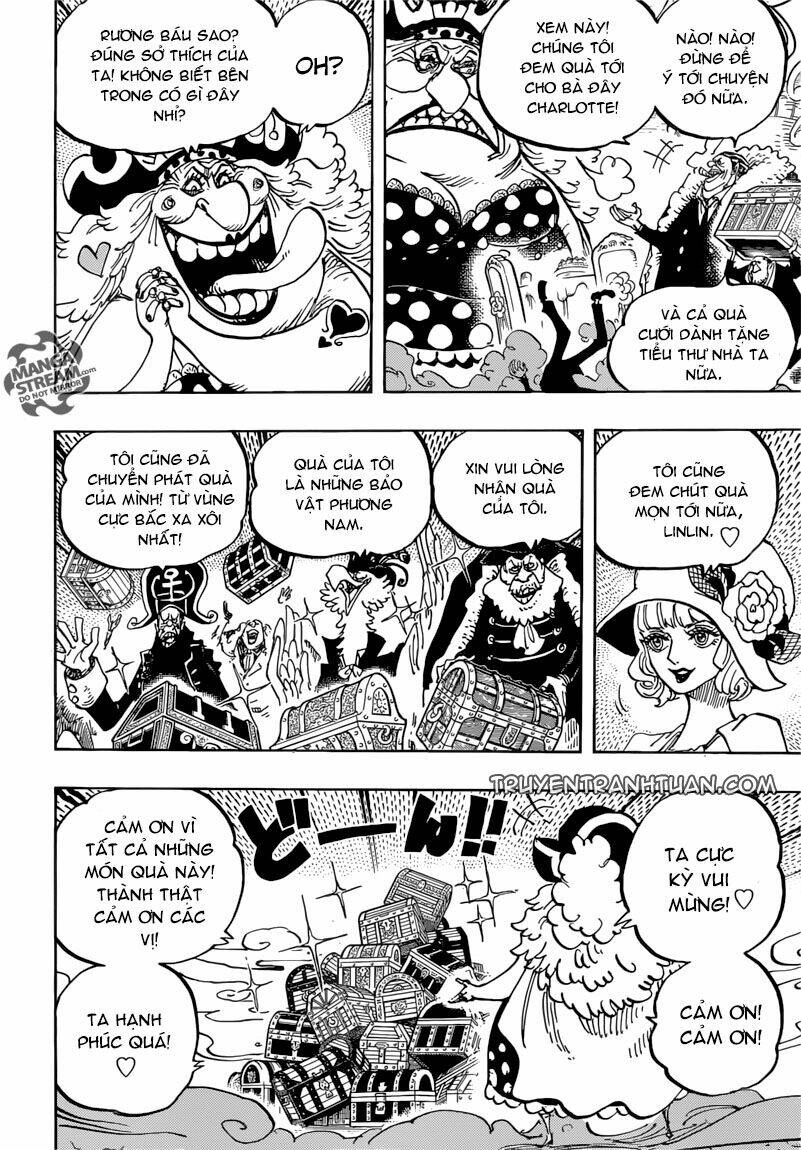 NÀO! NÀO!
ĐỪNG ĐỂ
Ý TỚI CHUYỆN
ĐÓ NỮA.
XEM NÀY!
CHÚNG TÔI
ĐEM QUÀ TỚI
CHO BÀ ĐÂY
CHARLOTTE!
VÀ CẢ QUÀ
CƯỚI DÀNH TẶNG
TIỂU THƯ NHÀ TA
NỮA.
OH?
RƯƠNG BÁU SAO?
ĐÚNG SỞ THÍCH CỦA
TA! KHÔNG BIẾT BÊN
TRONG CÓ GÌ ĐÂY
NHỈ?
MANGA
STREAM.com
DO NOT MIRROR
TÔI CŨNG
ĐEM CHÚT QUÀ
MỌN TỚI NỮA,
LINLIN. ♡
XIN VUI LÒNG
NHẬN QUÀ
CỦA TÔI.
QUÀ CỦA TÔI
LÀ NHỮNG BẢO
VẬT PHƯƠNG
NAM.
TÔI CŨNG ĐÃ
CHUYỂN PHÁT QUÀ
CỦA MÌNH! TỪ VÙNG
CỰC BẮC XA XÔI
NHẤT!
TRUYENTRANHTUAN.COM
TA CỰC
KỲ VUI
MỪNG! ♡
CẢM ƠN!
CẢM ƠN!
どーん!!
CẢM ƠN VÌ
TẤT CẢ NHỮNG
MÓN QUÀ NÀY!
THÀNH THẬT
CẢM ƠN CÁC
VỊ!
TA HẠNH
PHÚC QUÁ!
♡